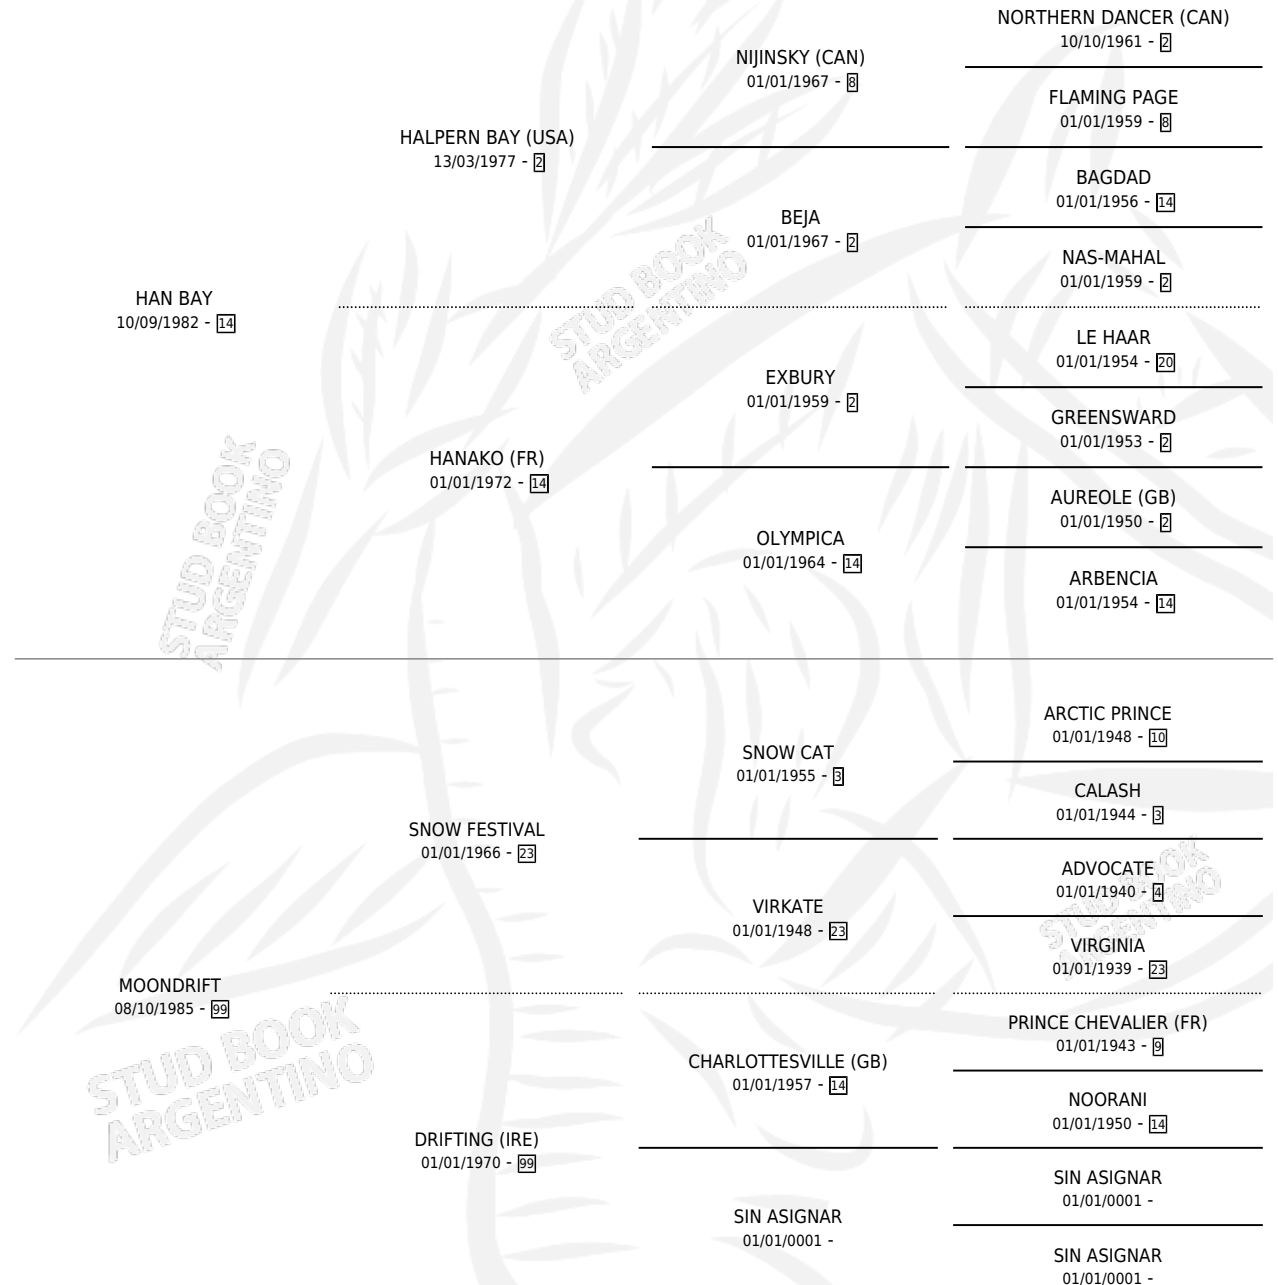 NORTHERN DANCER (CAN)
10/10/1961 - 2
NIJINSKY (CAN)
01/01/1967 - 8
FLAMING PAGE
01/01/1959 - 8
HALPERN BAY (USA)
13/03/1977 - 2
BAGDAD
01/01/1956 - 14
BEJA
01/01/1967 - 2
NAS-MAHAL
01/01/1959 - 2
HAN BAY
10/09/1982 - 14
LE HAAR
01/01/1954 - 20
EXBURY
01/01/1959 - 2
GREENSWARD
01/01/1953 - 2
HANAKO (FR)
01/01/1972 - 14
AUREOLE (GB)
01/01/1950 - 2
OLYMPICA
01/01/1964 - 14
ARBENCIA
01/01/1954 - 14
STUD BOOK
ARGENTINO
STUD BOOK
ARGENTINO
ARCTIC PRINCE
01/01/1948 - 10
SNOW CAT
01/01/1955 - 3
CALASH
01/01/1944 - 3
SNOW FESTIVAL
01/01/1966 - 23
ADVOCATE
01/01/1940 - 4
VIRKATE
01/01/1948 - 23
VIRGINIA
01/01/1939 - 23
MOONDRIFT
08/10/1985 - 99
PRINCE CHEVALIER (FR)
01/01/1943 - 9
CHARLOTTESVILLE (GB)
01/01/1957 - 14
NOORANI
01/01/1950 - 14
DRIFTING (IRE)
01/01/1970 - 99
SIN ASIGNAR
01/01/0001 -
SIN ASIGNAR
01/01/0001 -
SIN ASIGNAR
01/01/0001 -
STUD BOOK
ARGENTINO
STUD BOOK
ARGENTINO